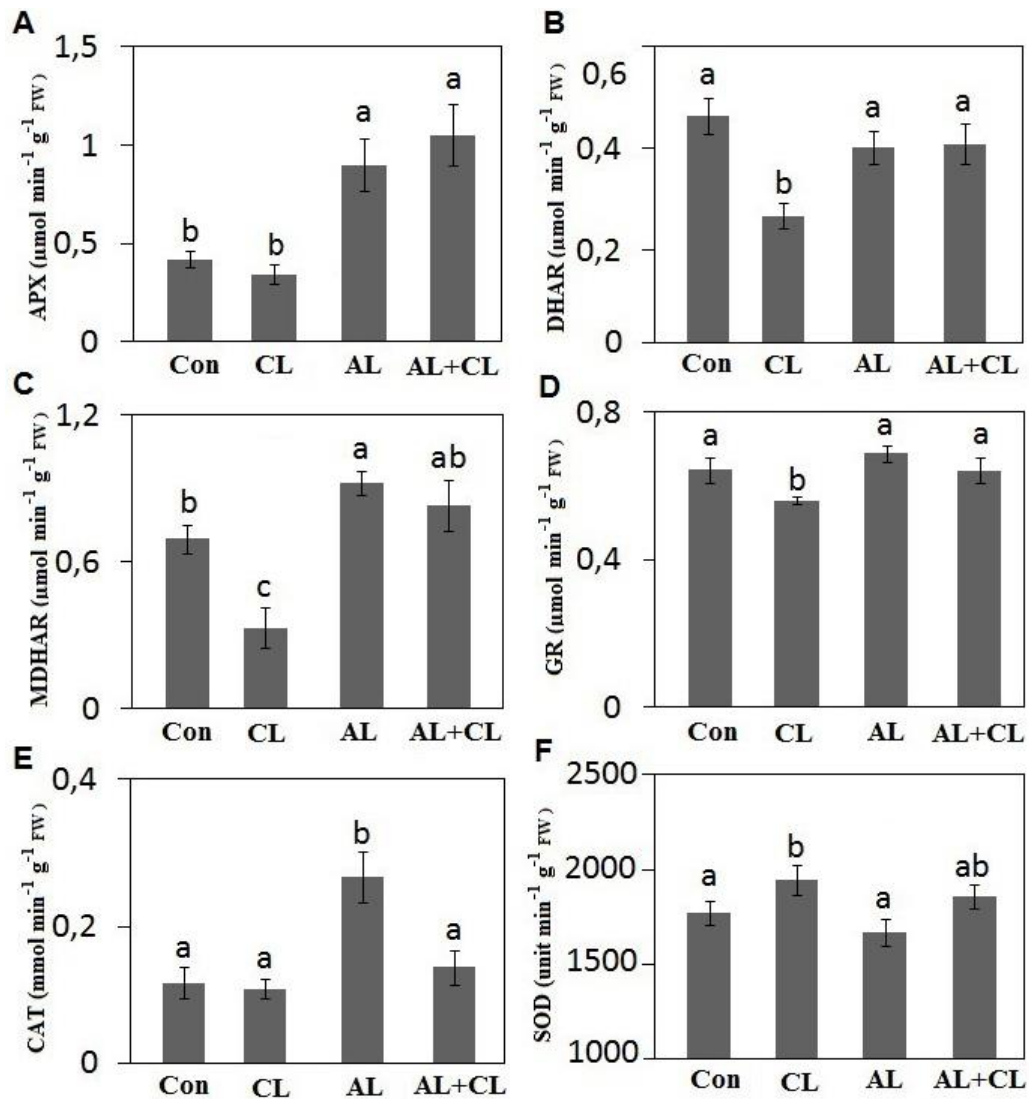 A
B
1,5
1
0,5
0
APX (μmol min⁻¹ g⁻¹ FW)
b
b
a
a
Con CL AL AL+CL
0,6
0,4
0,2
0
DHAR (μmol min⁻¹ g⁻¹ FW)
a
b
a
a
Con CL AL AL+CL
C
D
1,2
0,6
0
MDHAR (μmol min⁻¹ g⁻¹ FW)
b
c
a
ab
Con CL AL AL+CL
0,8
0,4
0
GR (μmol min⁻¹ g⁻¹ FW)
a
b
a
a
Con CL AL AL+CL
E
F
0,4
0,2
0
CAT (mmol min⁻¹ g⁻¹ FW)
a
a
b
a
Con CL AL AL+CL
2500
2000
1500
1000
SOD (unit min⁻¹ g⁻¹ FW)
a
b
a
ab
Con CL AL AL+CL